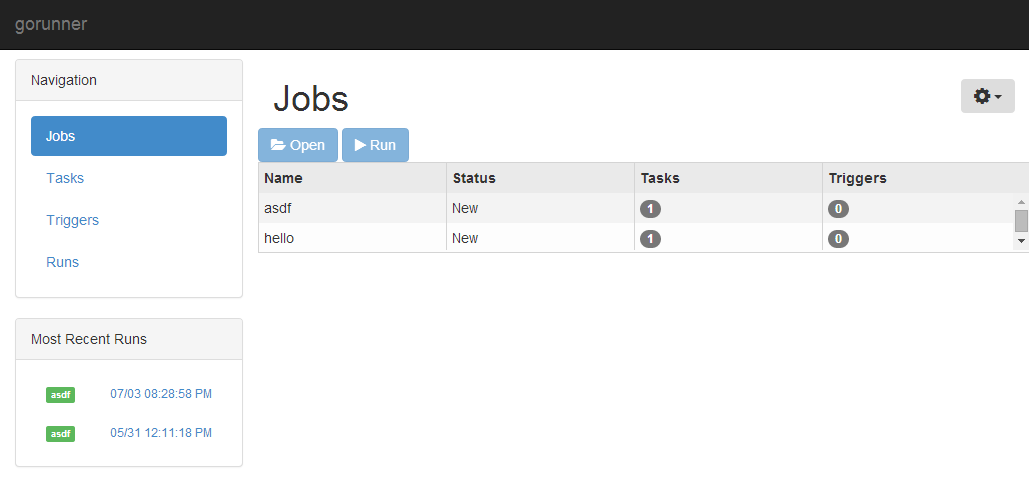 gorunner
Navigation
Jobs
Tasks
Triggers
Runs
Most Recent Runs
asdf 07/03 08:28:58 PM
asdf 05/31 12:11:18 PM
Jobs
Open Run
Name Status Tasks Triggers
asdf New 1 0
hello New 1 0